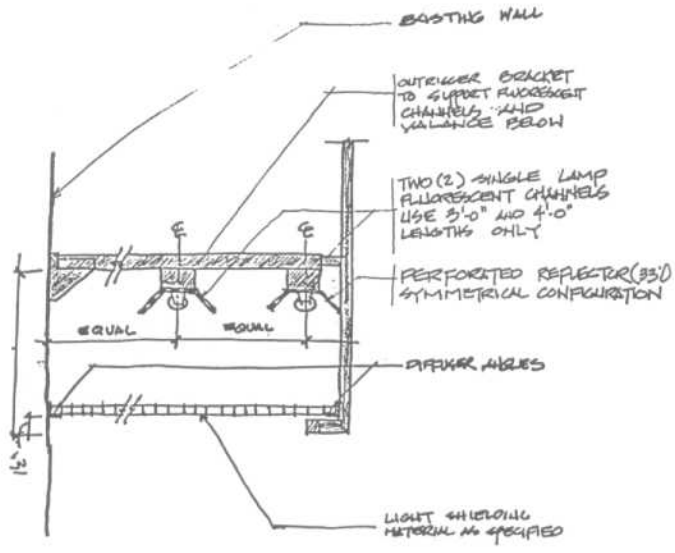 EXISTING WALL
OUTRIGGER BRACKET
TO SUPPORT FLUORESCENT
CHANNELS AND
VALANCE BELOW
TWO (2) SINGLE LAMP
FLUORESCENT CHANNELS
USE 3'-0" AND 4'-0"
LENGTHS ONLY
℄ ℄
PERFORATED REFLECTOR (33%)
SYMMETRICAL CONFIGURATION
EQUAL EQUAL
DIFFUSER ANGLES
LIGHT SHIELDING
MATERIAL AS SPECIFIED